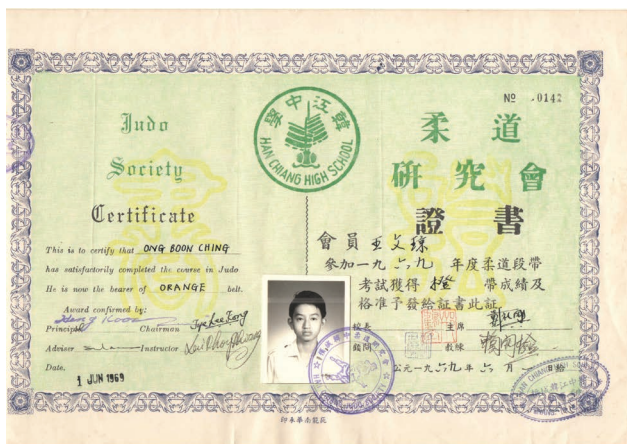 Judo
Society
Certificate
This is to certify that ONG BOON CHING
has satisfactorily completed the course in Judo
He is now the bearer of ORANGE belt.
Award confirmed by:
Principal Chairman
Adviser Instructor
Date,
1 JUN 1969
學中江韓
HAN CHIANG HIGH SCHOOL
№ 0142
柔道
研究會
證書
會員王文琼
參加一九六九年度柔道段帶
考試獲得橙帶成績及
格准予發給証書此証
校長 主席
顧問 教練
公元一九六九年六月一日給